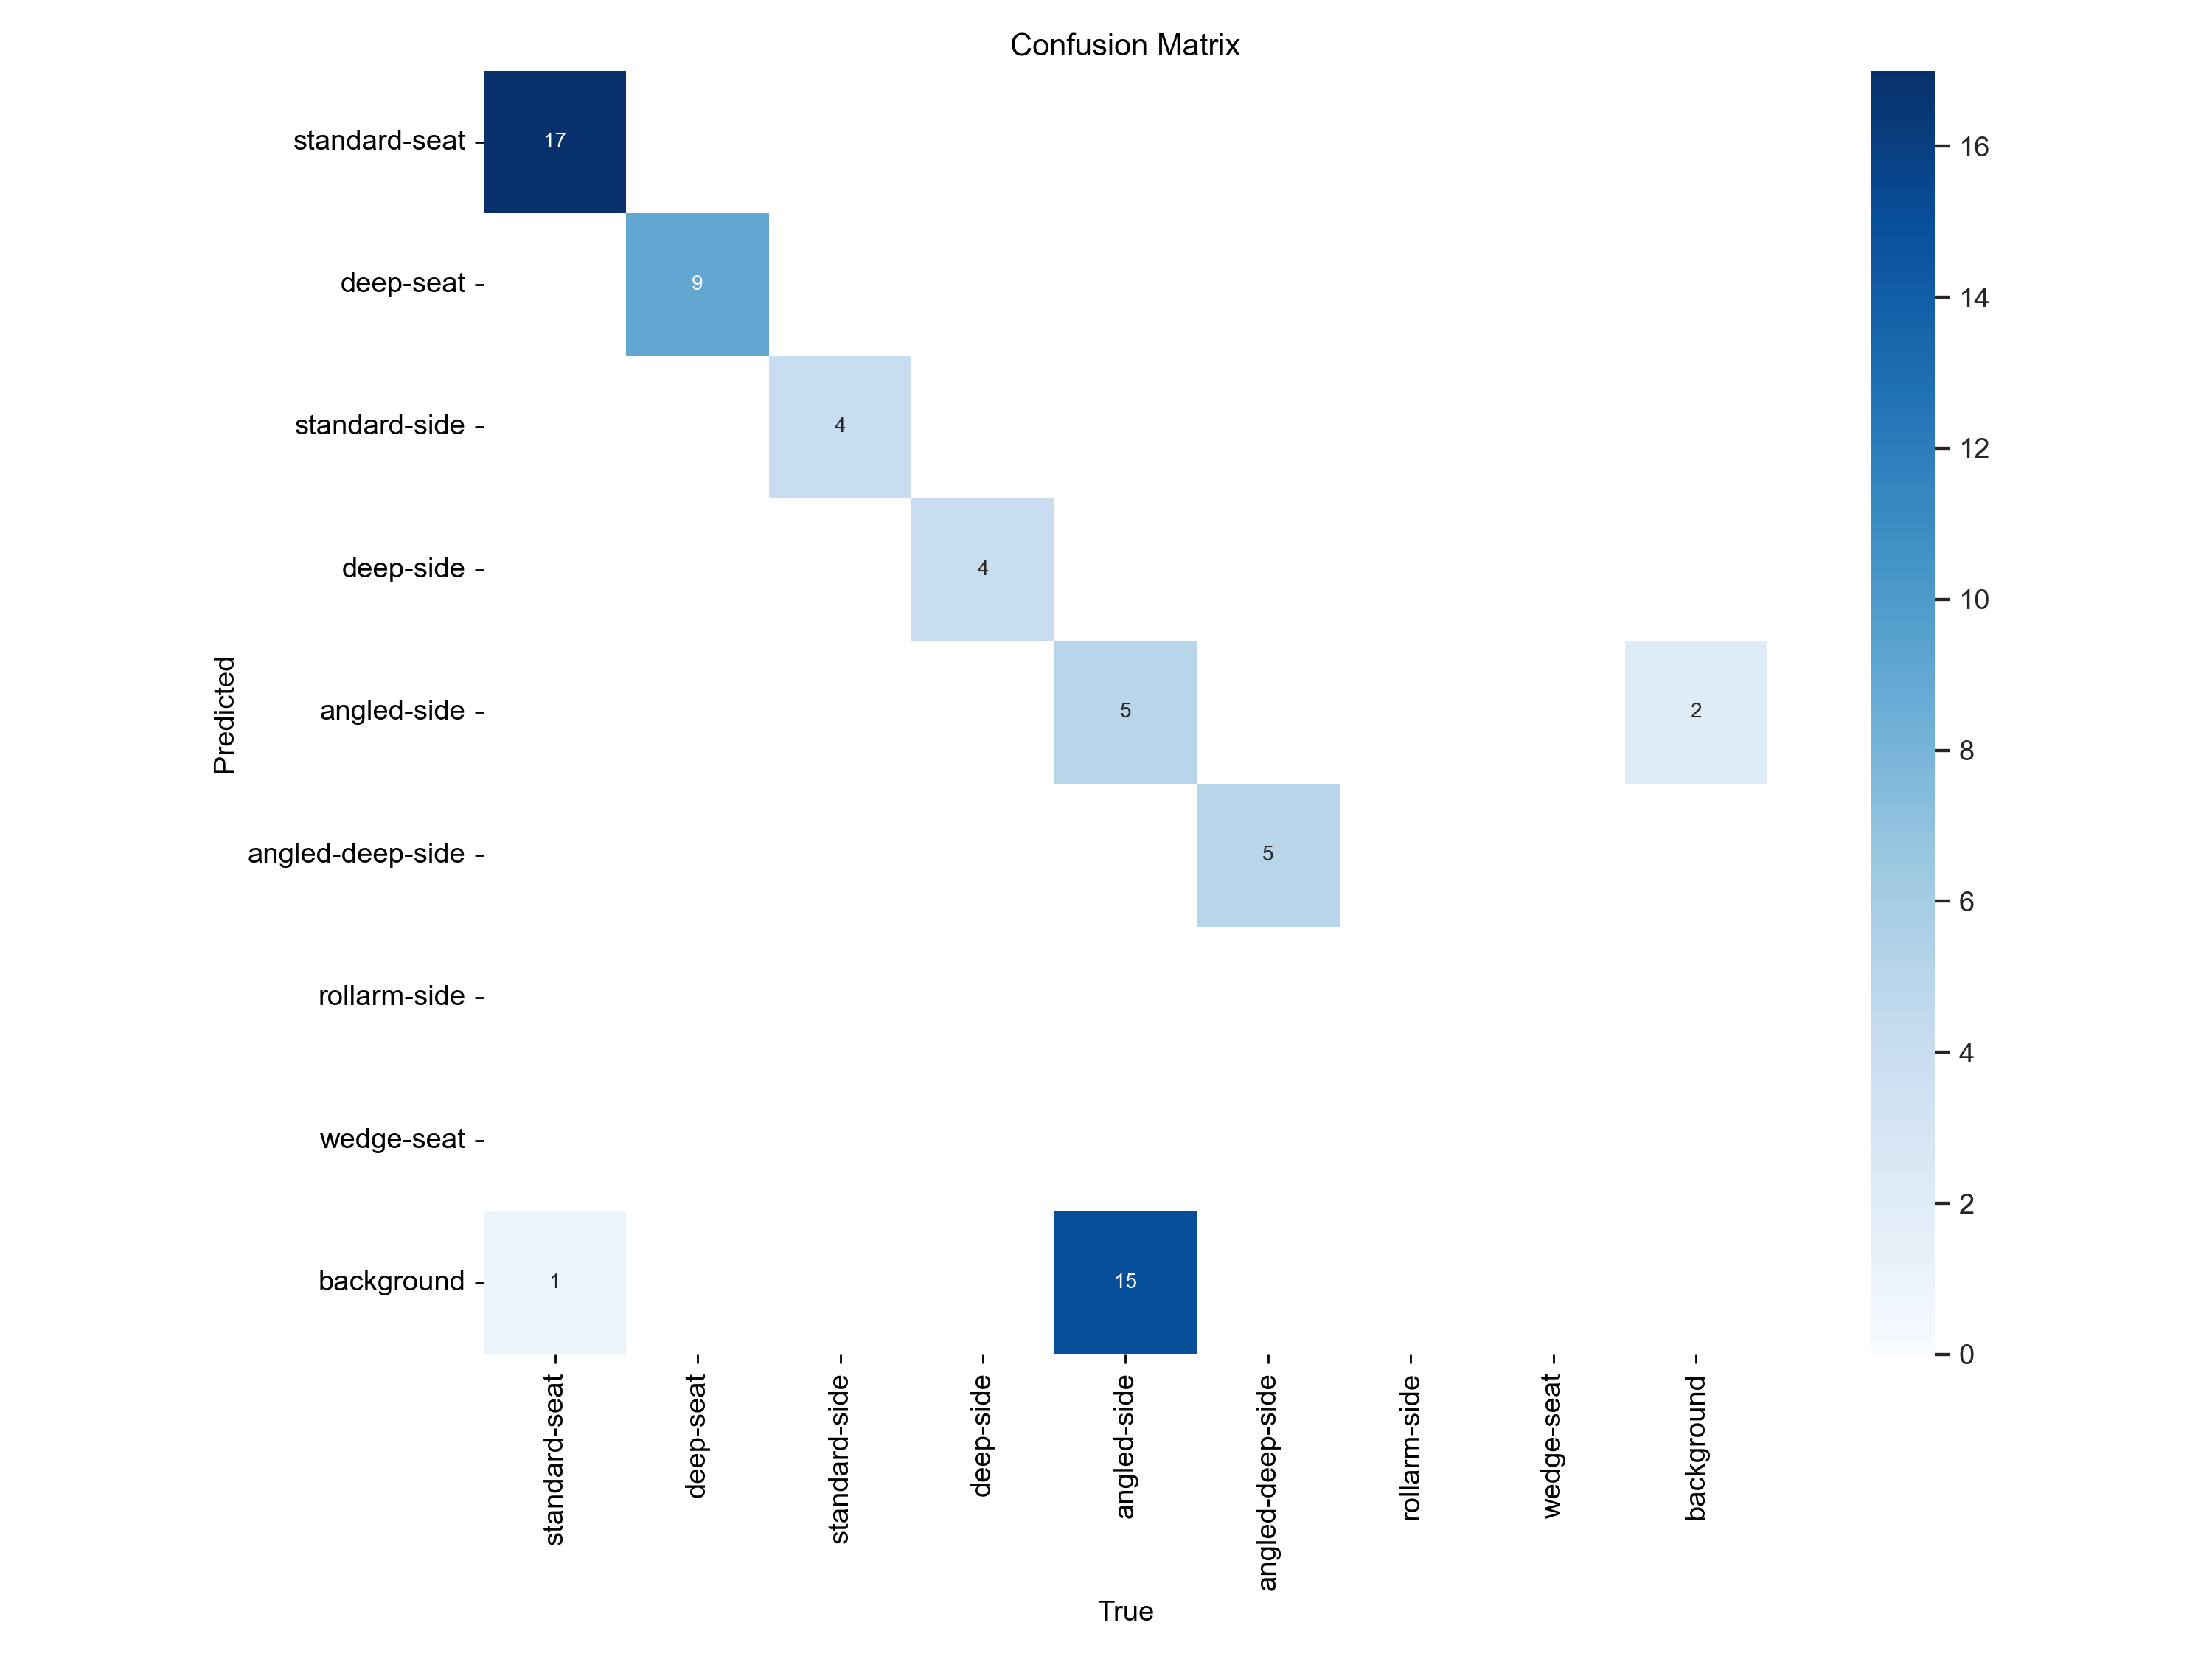 Confusion Matrix
standard-seat
17
16
deep-seat
9
14
standard-side
4
12
deep-side
4
10
Predicted
angled-side
5
2
8
angled-deep-side
5
6
rollarm-side
4
wedge-seat
2
background
1
15
0
standard-seat
deep-seat
standard-side
deep-side
angled-side
angled-deep-side
rollarm-side
wedge-seat
background
True